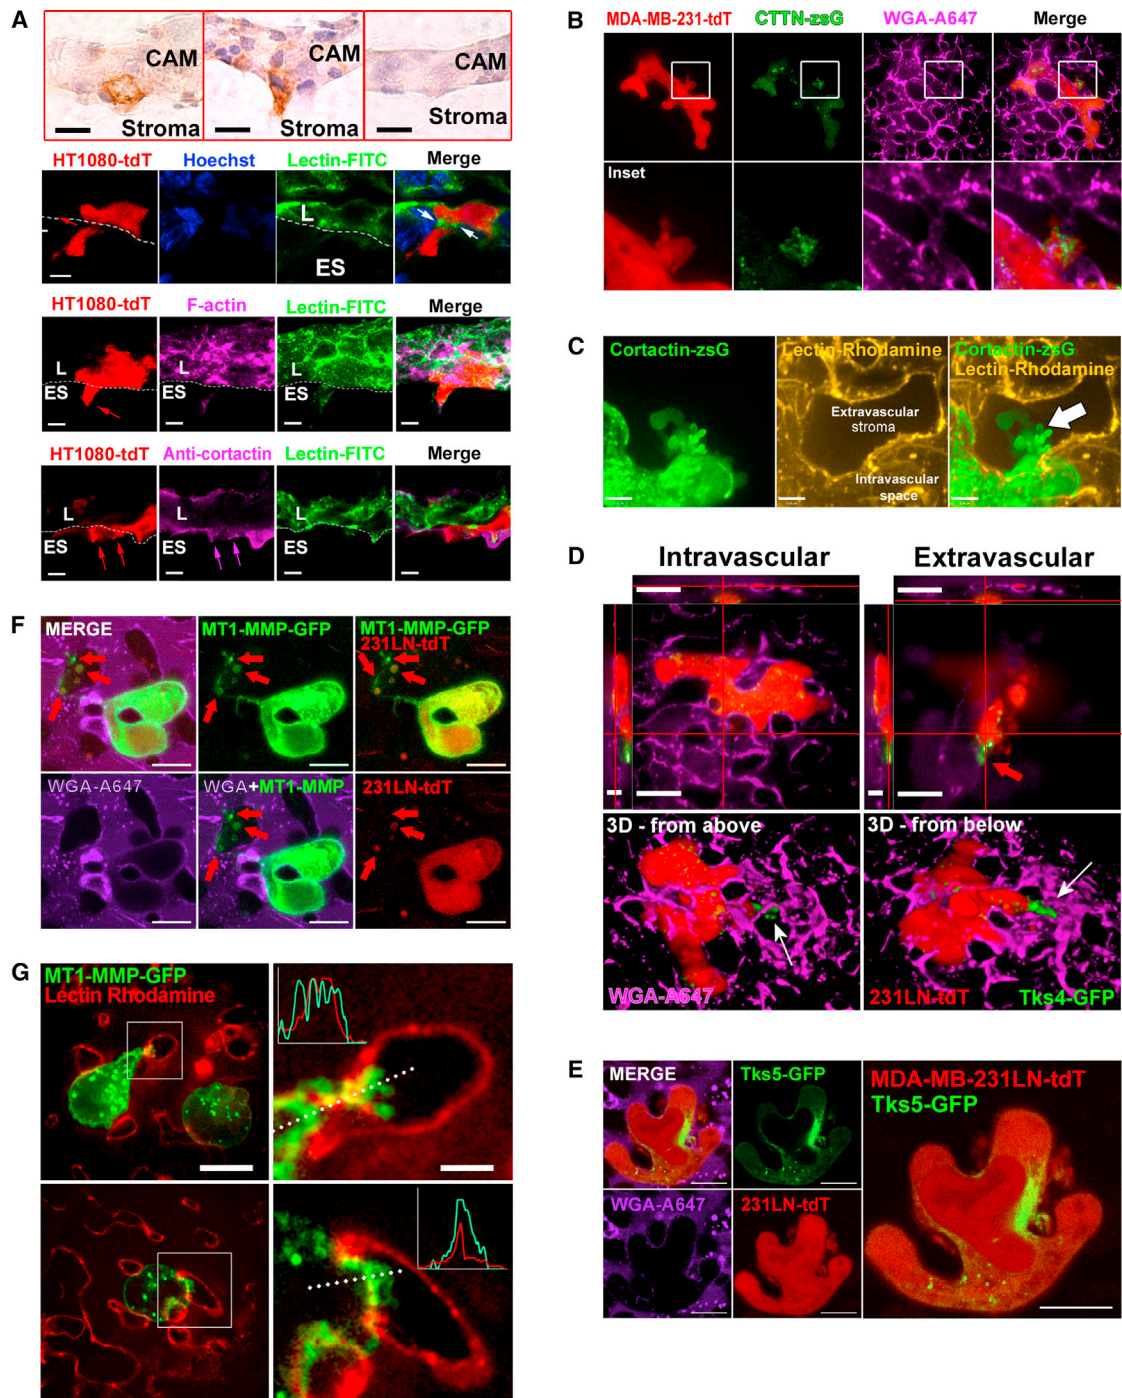 A
CAM
Stroma
CAM
Stroma
CAM
Stroma
HT1080-tdT
Hoechst
Lectin-FITC
Merge
L
ES
HT1080-tdT
F-actin
Lectin-FITC
Merge
L
ES
L
ES
L
ES
HT1080-tdT
Anti-cortactin
Lectin-FITC
Merge
L
ES
L
ES
L
ES
B
MDA-MB-231-tdT
CTTN-zsG
WGA-A647
Merge
Inset
C
Cortactin-zsG
Lectin-Rhodamine
Cortactin-zsG
Lectin-Rhodamine
Extravascular
stroma
Intravascular
space
D
Intravascular
Extravascular
3D - from above
3D - from below
WGA-A647
231LN-tdT
Tks4-GFP
E
MERGE
Tks5-GFP
MDA-MB-231LN-tdT
Tks5-GFP
WGA-A647
231LN-tdT
F
MERGE
MT1-MMP-GFP
MT1-MMP-GFP
231LN-tdT
WGA-A647
WGA+MT1-MMP
231LN-tdT
G
MT1-MMP-GFP
Lectin Rhodamine